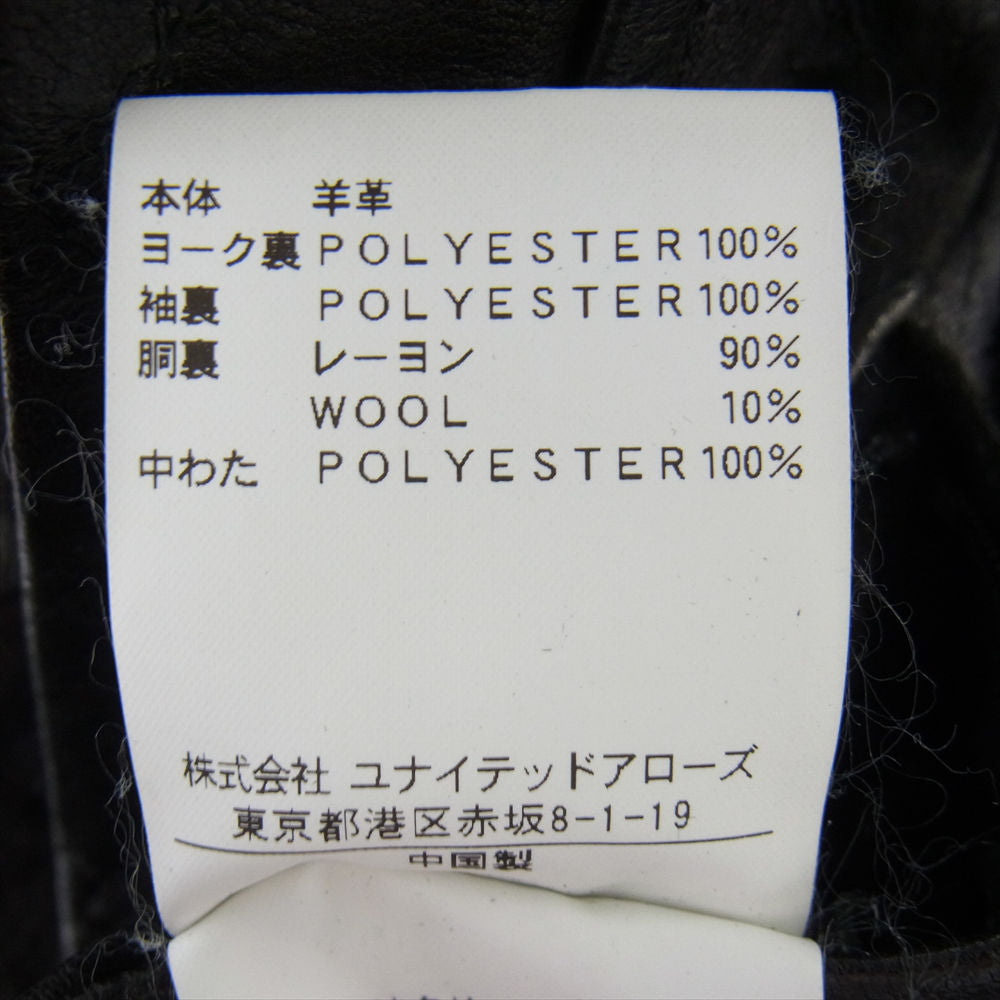 本体 羊革
ヨーク裏 POLYESTER 100%
袖裏 POLYESTER 100%
胴裏 レーヨン 90%
WOOL 10%
中わた POLYESTER 100%
株式会社 ユナイテッドアローズ
東京都港区赤坂8-1-19
中国製